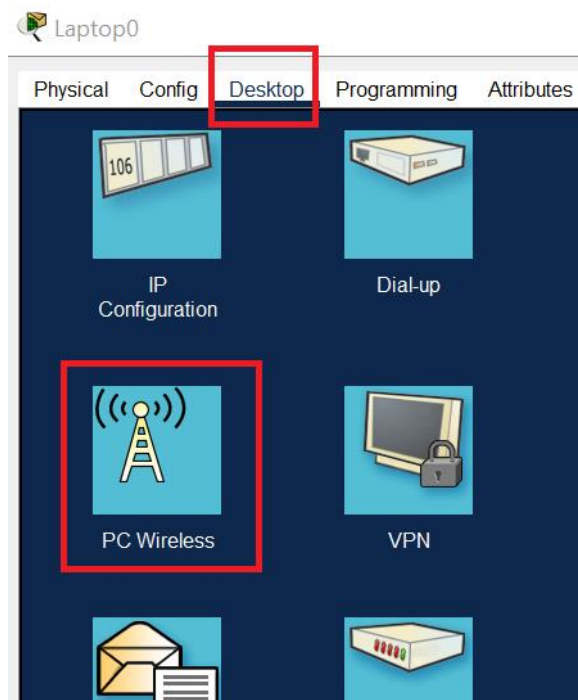 Laptop0
Physical Config Desktop Programming Attributes
106
IP
Configuration
Dial-up
PC Wireless
VPN